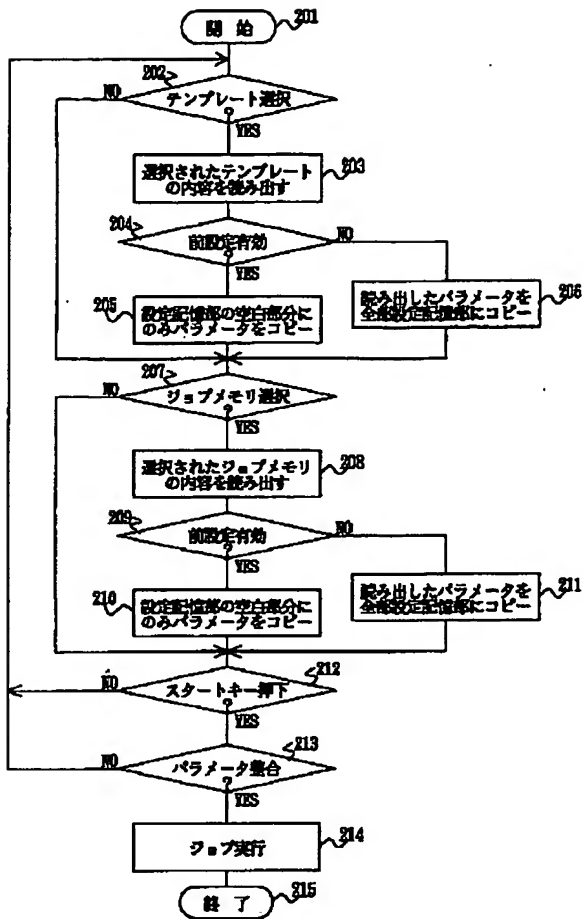 開始
201
202
NO
テンプレート選択
?
YES
選択されたテンプレート
の内容を読み出す
203
204
前設定有効
?
NO
YES
205
設定記憶部の空白部分に
のみパラメータをコピー
読み出したパラメータを
全部設定記憶部にコピー
206
207
NO
ジョブメモリ選択
?
YES
選択されたジョブメモリ
の内容を読み出す
208
209
前設定有効
?
NO
YES
210
設定記憶部の空白部分に
のみパラメータをコピー
読み出したパラメータを
全部設定記憶部にコピー
211
212
NO
スタートキー押下
?
YES
213
NO
パラメータ整合
?
YES
214
ジョブ実行
終了
215